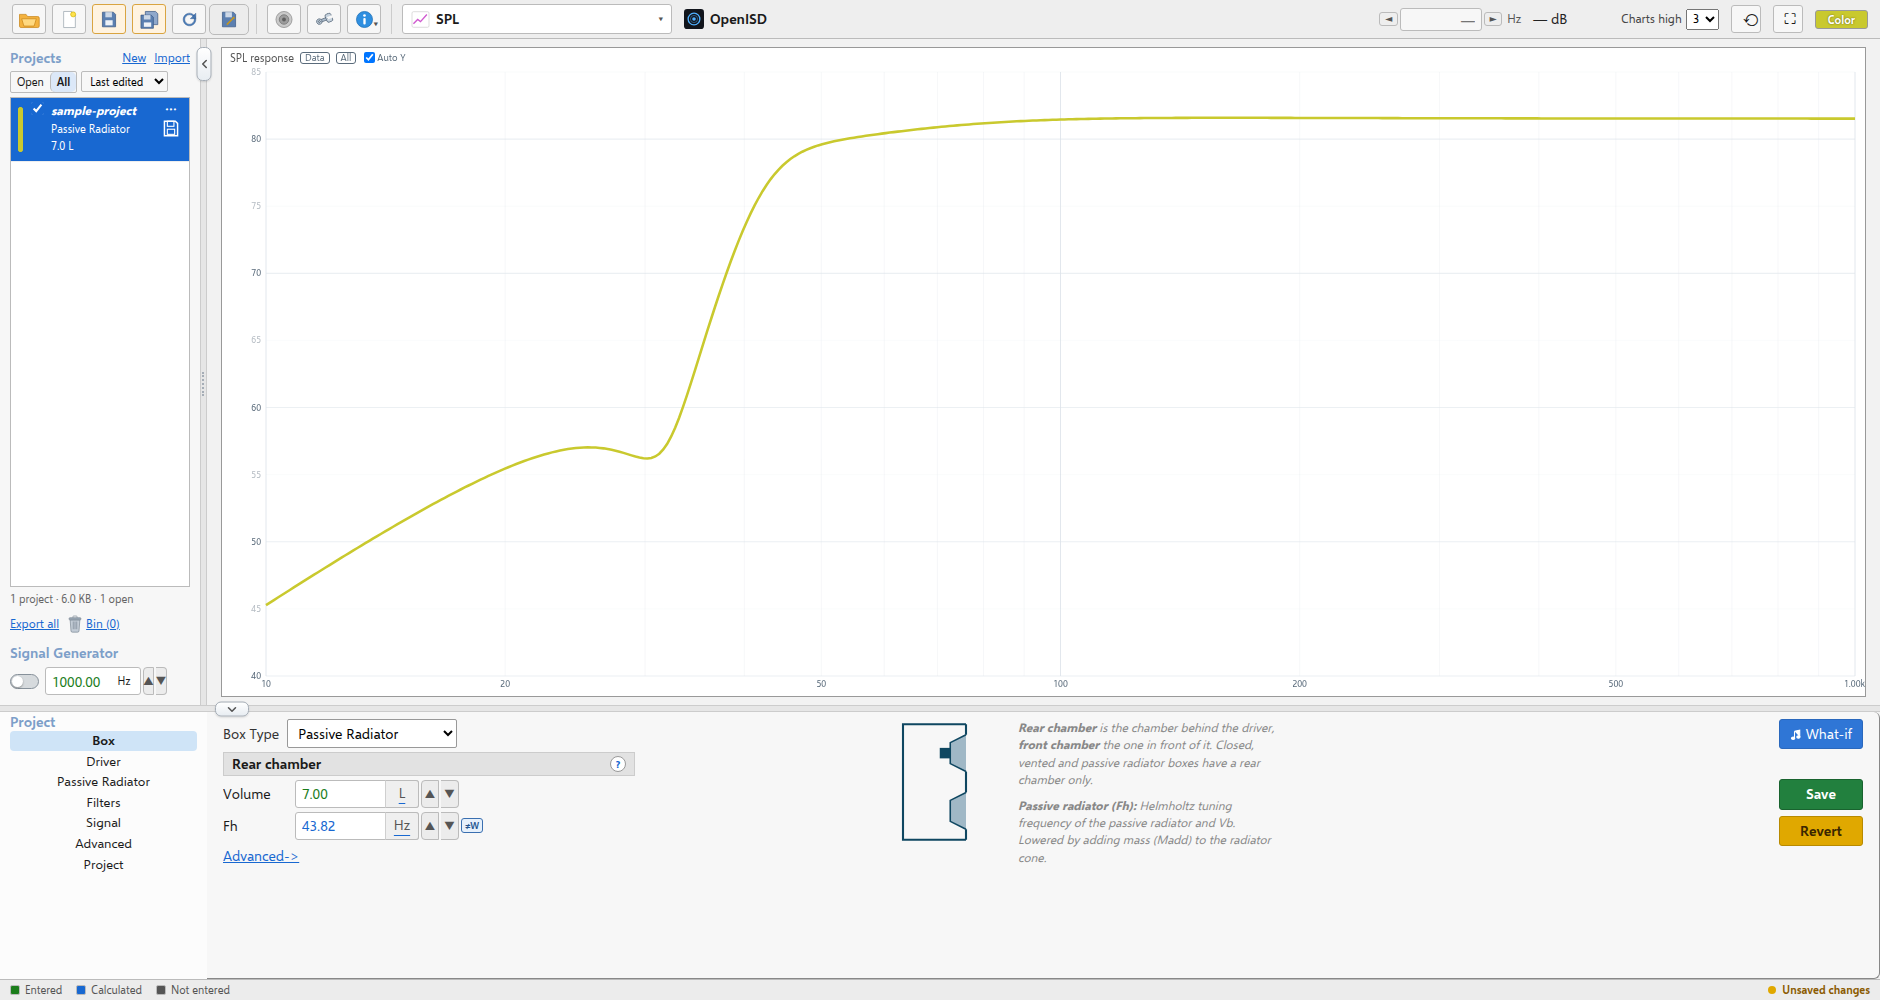 SPL
OpenISD
—
Hz
— dB
Charts high
3
Color
Projects
New
Import
Open
All
Last edited
sample-project
Passive Radiator
7.0 L
1 project · 6.0 KB · 1 open
Export all
Bin (0)
Signal Generator
1000.00
Hz
SPL response
Data
All
Auto Y
85
80
75
70
65
60
55
50
45
40
10
20
50
100
200
500
1.00k
Project
Box
Driver
Passive Radiator
Filters
Signal
Advanced
Project
Box Type
Passive Radiator
Rear chamber
?
Volume
7.00
L
Fh
43.82
Hz
≠W
Advanced->
Rear chamber is the chamber behind the driver,
front chamber the one in front of it. Closed,
vented and passive radiator boxes have a rear
chamber only.
Passive radiator (Fh): Helmholtz tuning
frequency of the passive radiator and Vb.
Lowered by adding mass (Madd) to the radiator
cone.
What-if
Save
Revert
Entered
Calculated
Not entered
Unsaved changes